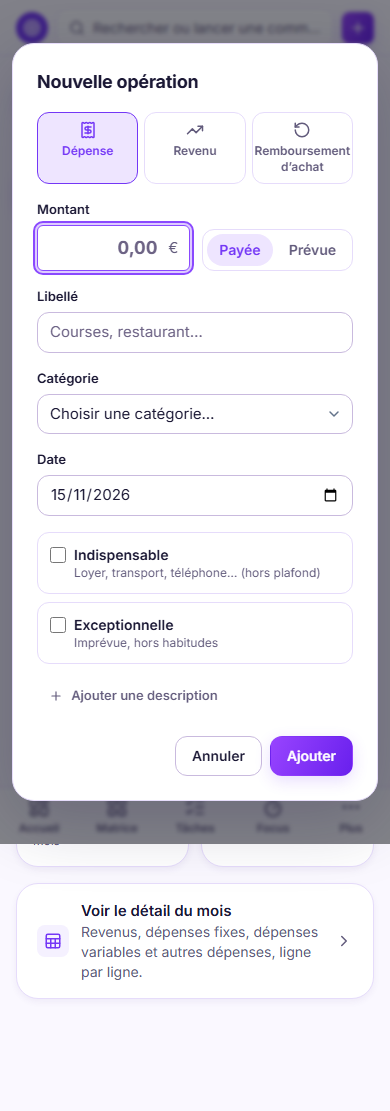 Rechercher ou lancer une comm...
Nouvelle opération
Dépense
Revenu
Remboursement
d'achat
Montant
0,00 €
Payée
Prévue
Libellé
Courses, restaurant...
Catégorie
Choisir une catégorie...
Date
15/11/2026
Indispensable
Loyer, transport, téléphone... (hors plafond)
Exceptionnelle
Imprévue, hors habitudes
+ Ajouter une description
Annuler
Ajouter
Accueil
Matrice
Tâches
Focus
Plus
mois
Voir le détail du mois
Revenus, dépenses fixes, dépenses
variables et autres dépenses, ligne
par ligne.